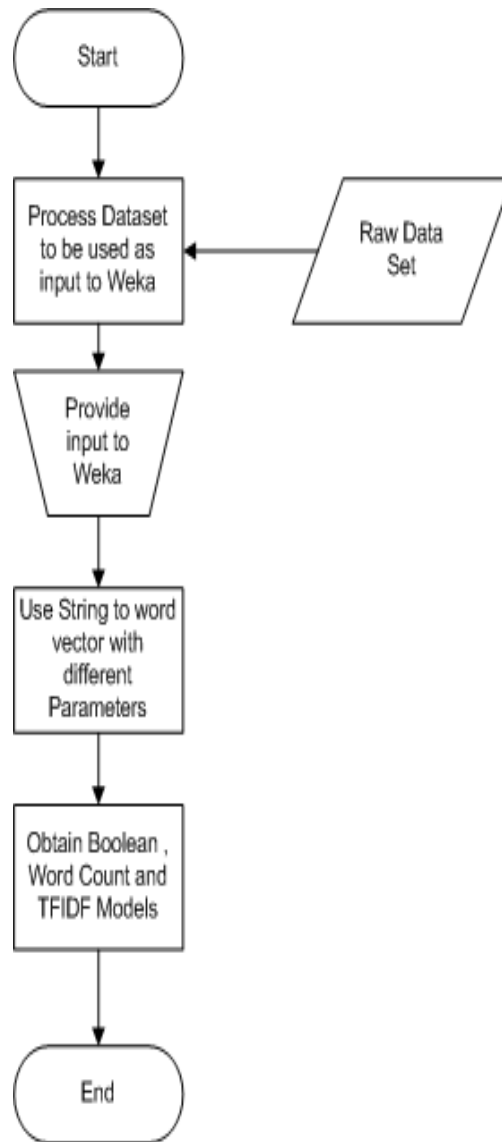 Start
Process Dataset
to be used as
input to Weka
Raw Data
Set
Provide
input to
Weka
Use String to word
vector with
different
Parameters
Obtain Boolean ,
Word Count and
TFIDF Models
End